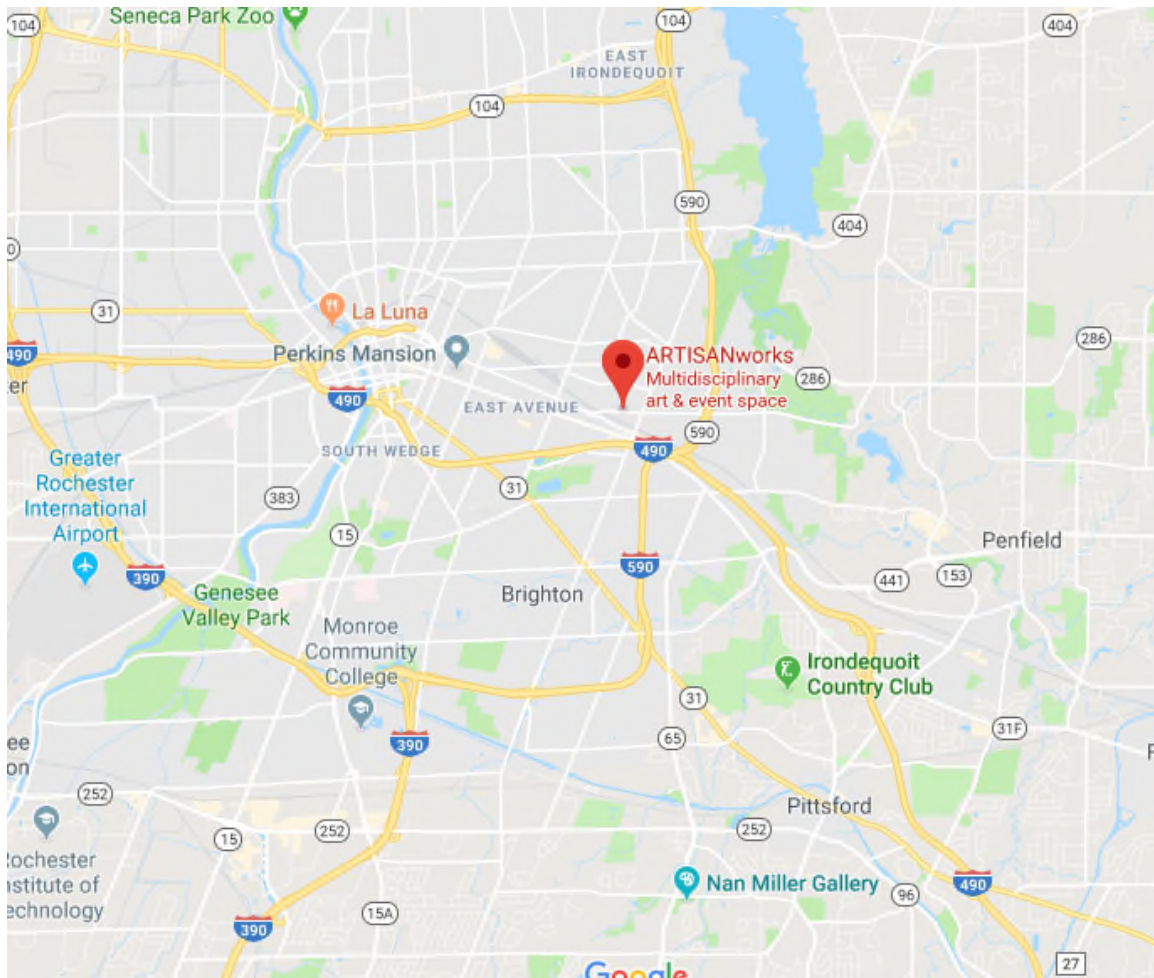 Seneca Park Zoo
104
104
404
EAST
IRONDEQUOIT
104
590
404
31
La Luna
Perkins Mansion
490
ARTISANworks
Multidisciplinary
art & event space
286
490
EAST AVENUE
590
SOUTH WEDGE
490
Greater
Rochester
International
Airport
383
31
15
Penfield
390
590
441
153
Genesee
Valley Park
Brighton
Monroe
Community
College
Irondequoit
Country Club
31
390
65
31F
252
15
252
Pittsford
252
Rochester
Institute of
Technology
Nan Miller Gallery
490
96
15A
390
27
Google